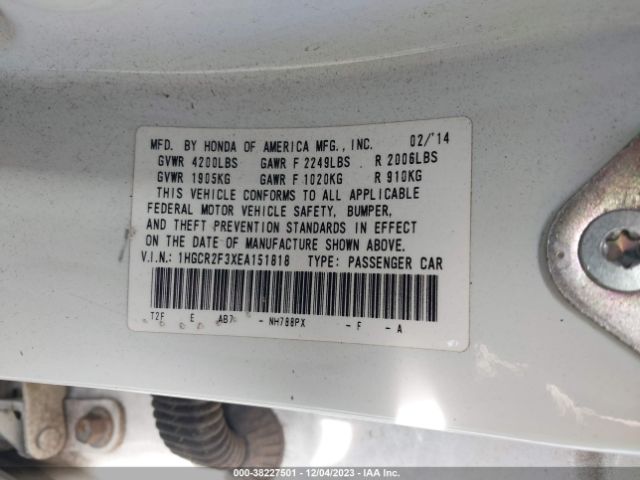 MFD. BY HONDA OF AMERICA MFG., INC. 02/'14
GVWR 4200LBS GAWR F 2249LBS R 2006LBS
GVWR 1905KG GAWR F 1020KG R 910KG
THIS VEHICLE CONFORMS TO ALL APPLICABLE
FEDERAL MOTOR VEHICLE SAFETY, BUMPER,
AND THEFT PREVENTION STANDARDS IN EFFECT
ON THE DATE OF MANUFACTURE SHOWN ABOVE.
V.I.N.: 1HGCR2F3XEA151818 TYPE: PASSENGER CAR
T2F E AB7 - NH788PX - F - A
000-38227501 - 12/04/2023 - IAA Inc.